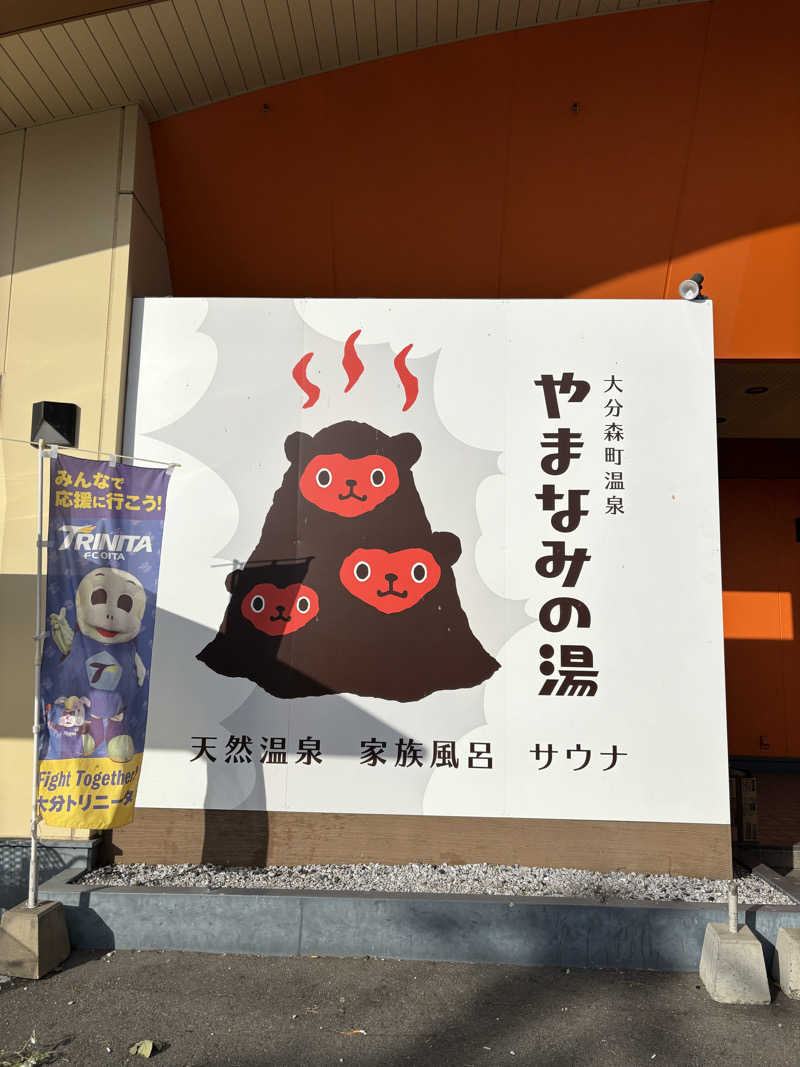 大分森町温泉
やまなみの湯
天然温泉 家族風呂 サウナ
みんなで
応援に行こう!
TRINITA
FC OITA
T
Fight Together!
大分トリニータ